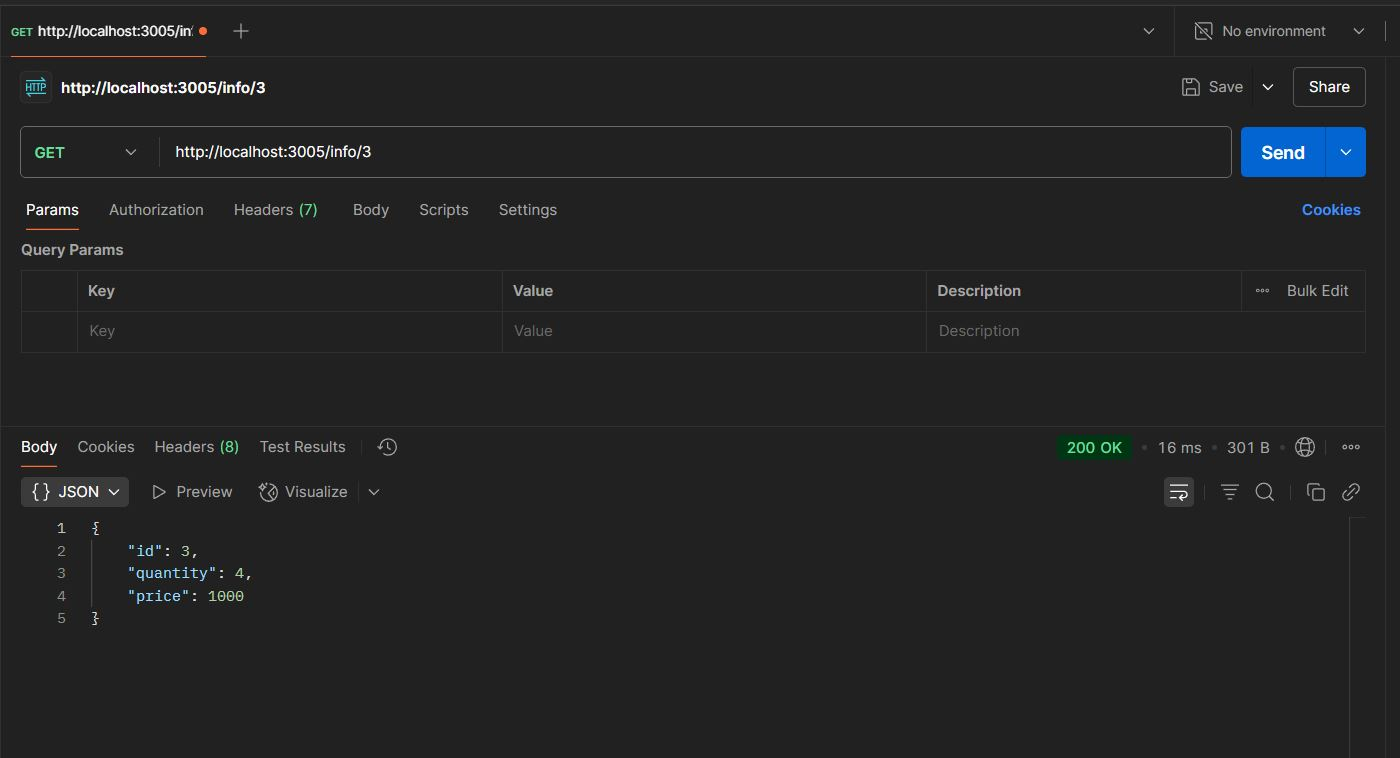 GET http://localhost:3005/in
No environment
HTTP http://localhost:3005/info/3
Save
Share
GET http://localhost:3005/info/3
Send
Params Authorization Headers (7) Body Scripts Settings
Cookies
Query Params
Key Value Description Bulk Edit
Key Value Description
Body Cookies Headers (8) Test Results
200 OK • 16 ms • 301 B
{} JSON Preview Visualize
1 {
2 "id": 3,
3 "quantity": 4,
4 "price": 1000
5 }